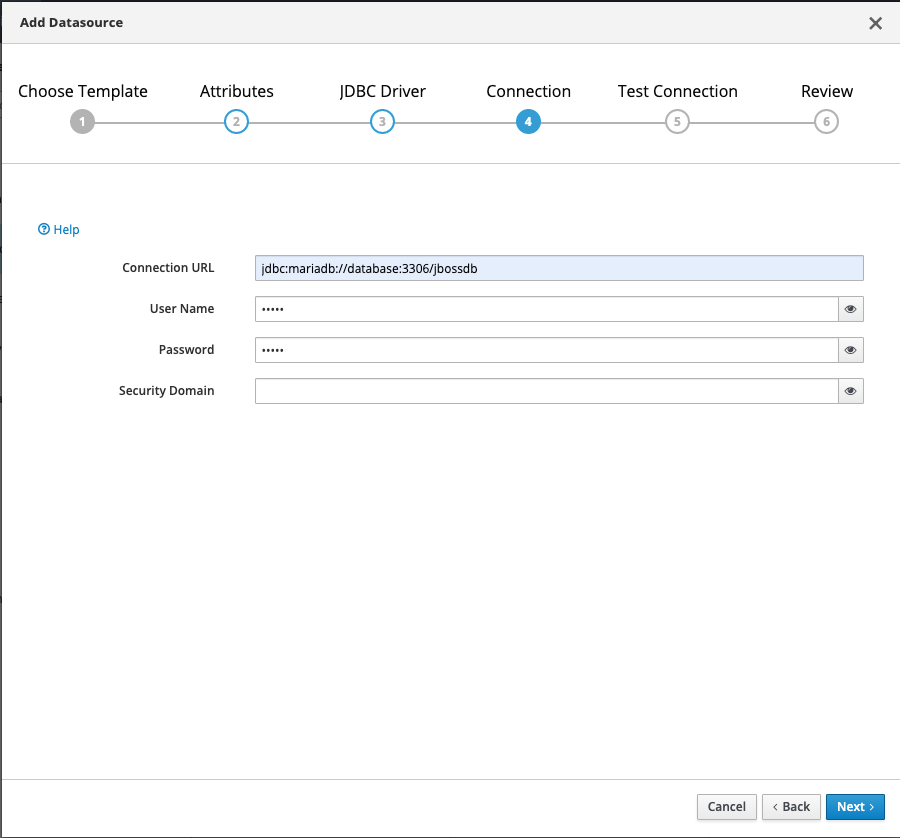 Add Datasource
Choose Template Attributes JDBC Driver Connection Test Connection Review
1 2 3 4 5 6
Help
Connection URL jdbc:mariadb://database:3306/jbossdb
User Name •••••
Password •••••
Security Domain
Cancel Back Next